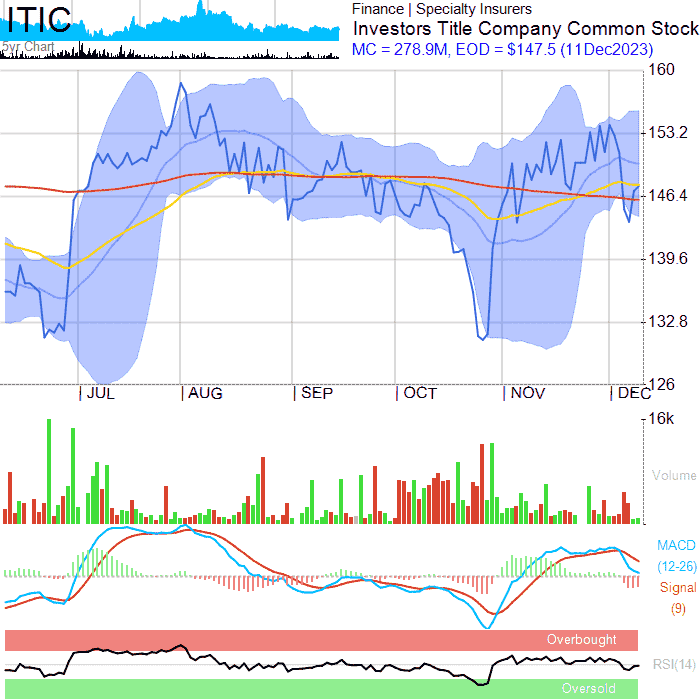 ITIC
5yr Chart
Finance | Specialty Insurers
Investors Title Company Common Stock
MC = 278.9M, EOD = $147.5 (11Dec2023)
160
153.2
146.4
139.6
132.8
126
JUL AUG SEP OCT NOV DEC
16k
Volume
MACD
(12-26)
Signal
(9)
Overbought
RSI(14)
Oversold